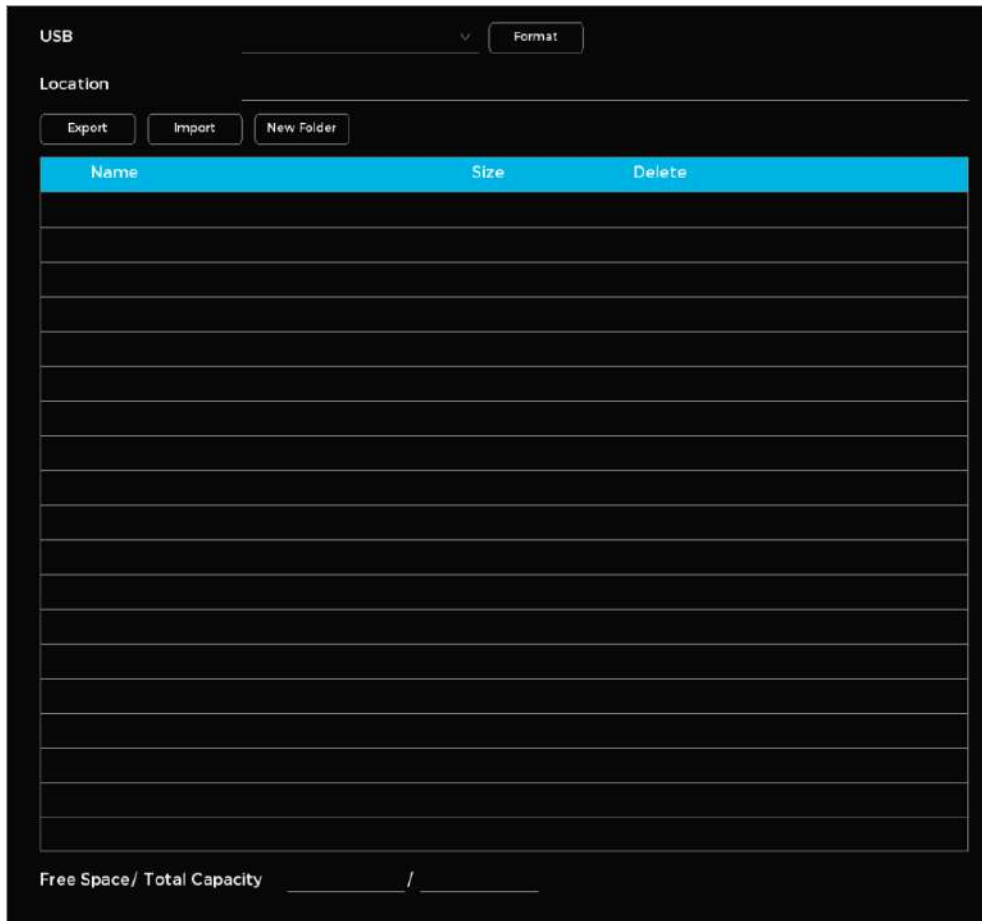 USB Format
Location
Export Import New Folder
Name Size Delete
Free Space/ Total Capacity /